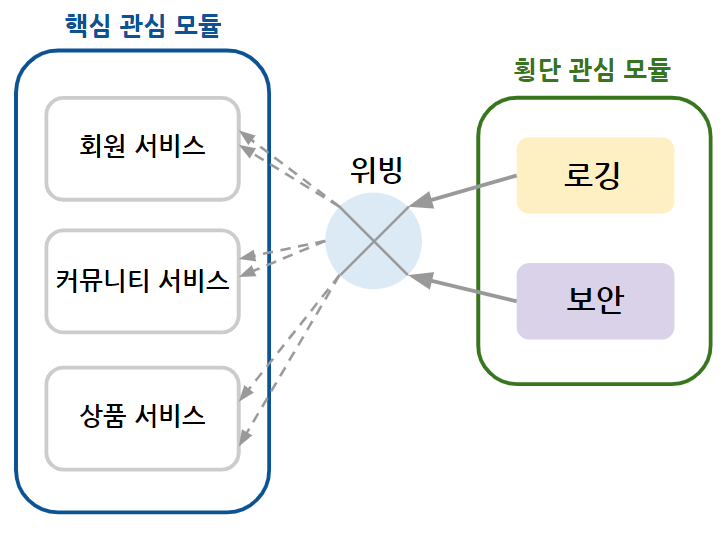 핵심 관심 모듈
횡단 관심 모듈
회원 서비스
커뮤니티 서비스
상품 서비스
위빙
로깅
보안